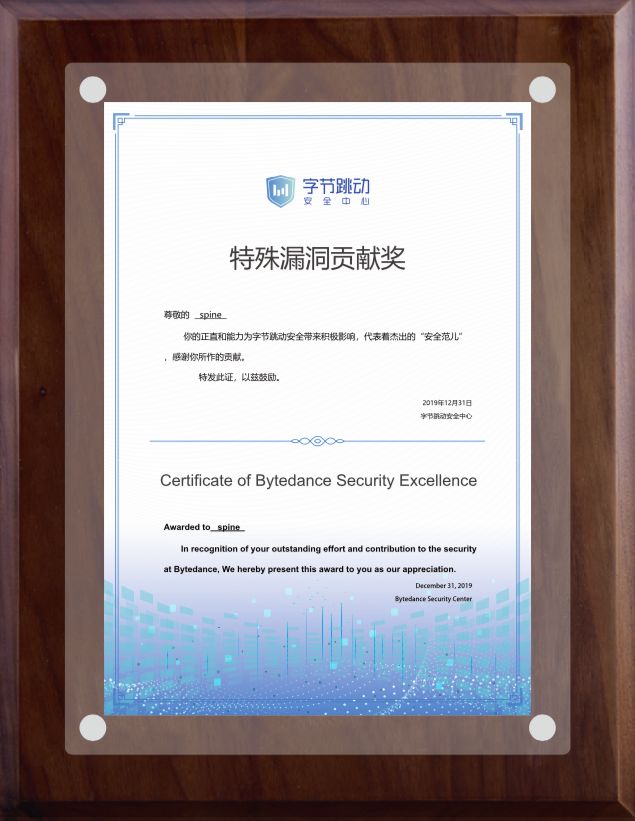 字节跳动
安全中心
特殊漏洞贡献奖
尊敬的 spine
你的正直和能力为字节跳动安全带来积极影响，代表着杰出的“安全范儿”
，感谢你所作的贡献。
特发此证，以兹鼓励。
2019年12月31日
字节跳动安全中心
Certificate of Bytedance Security Excellence
Awarded to spine
In recognition of your outstanding effort and contribution to the security
at Bytedance, We hereby present this award to you as our appreciation.
December 31, 2019
Bytedance Security Center